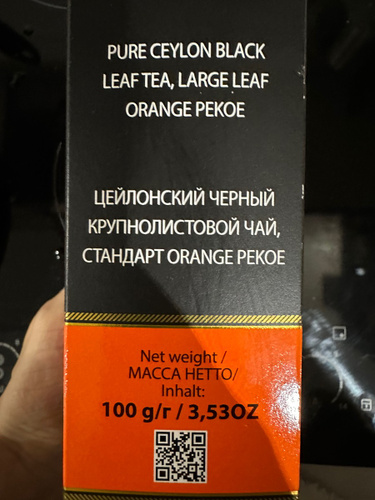 PURE CEYLON BLACK
LEAF TEA, LARGE LEAF
ORANGE PEKOE
ЦЕЙЛОНСКИЙ ЧЕРНЫЙ
КРУПНОЛИСТОВОЙ ЧАЙ,
СТАНДАРТ ORANGE PEKOE
Net weight /
МАССА НЕТТО/
Inhalt:
100 g/г / 3,53OZ